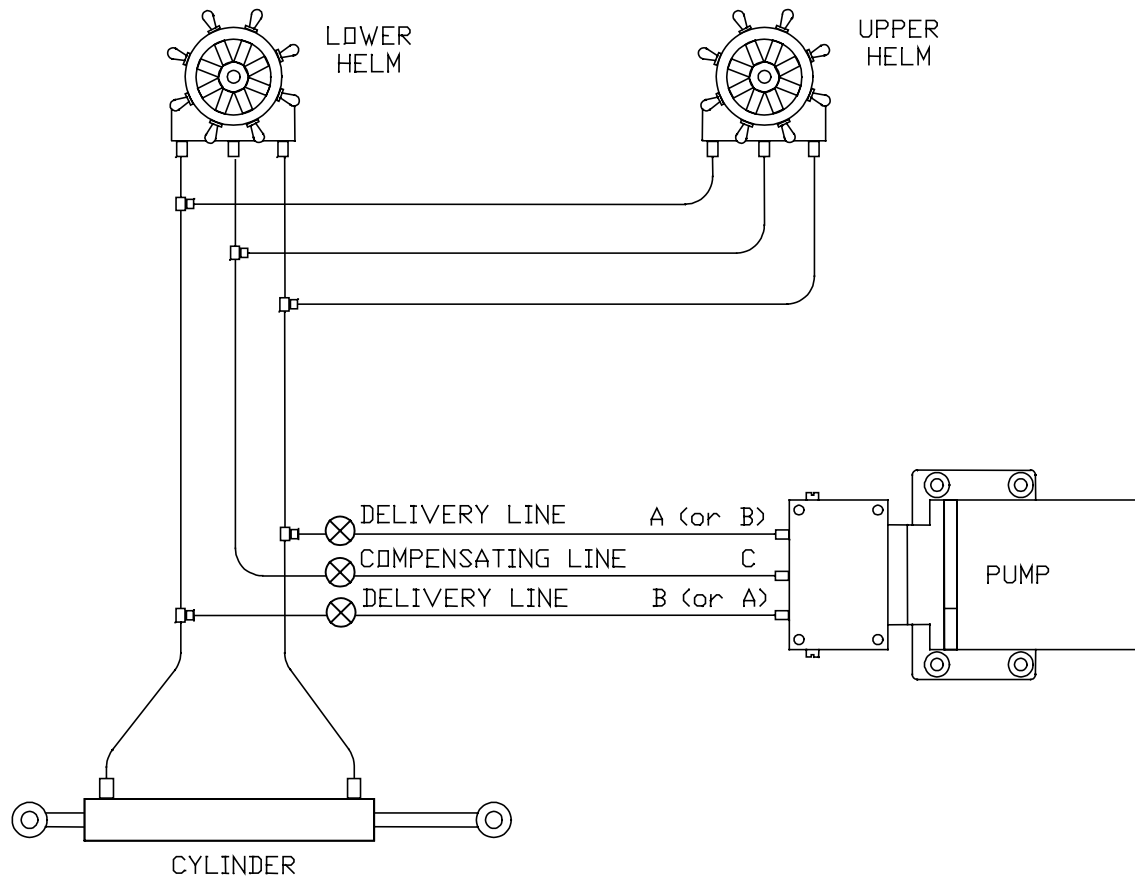 LOWER
HELM
UPPER
HELM
DELIVERY LINE A (or B)
COMPENSATING LINE C
DELIVERY LINE B (or A)
PUMP
CYLINDER